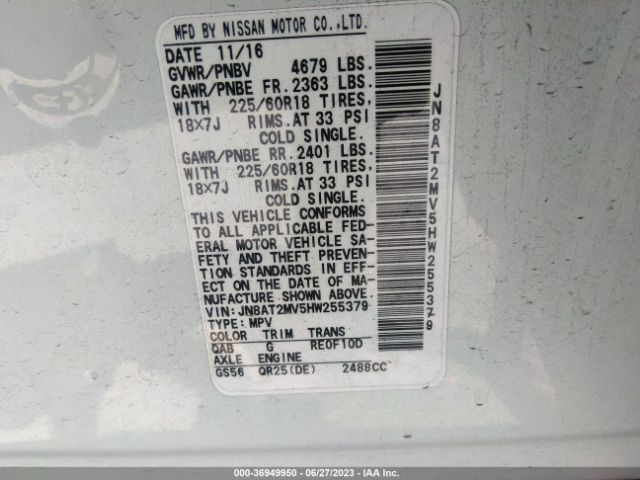 MFD BY NISSAN MOTOR CO.,LTD.
DATE 11/16
GVWR/PNBV 4679 LBS.
GAWR/PNBE FR. 2363 LBS.
WITH 225/60R18 TIRES,
18X7J RIMS.AT 33 PSI
COLD SINGLE.
GAWR/PNBE RR. 2401 LBS.
WITH 225/60R18 TIRES,
18X7J RIMS.AT 33 PSI
COLD SINGLE.
THIS VEHICLE CONFORMS
TO ALL APPLICABLE FED-
ERAL MOTOR VEHICLE SA-
FETY AND THEFT PREVEN-
TION STANDARDS IN EFF-
ECT ON THE DATE OF MA-
NUFACTURE SHOWN ABOVE.
VIN:JN8AT2MV5HW255379
TYPE:MPV
COLOR TRIM TRANS
QAB G RE0F10D
AXLE ENGINE
GS56 QR25(DE) 2488CC
JN8AT2MV5HW255379
000-36949950 | 06/27/2023 | IAA Inc.